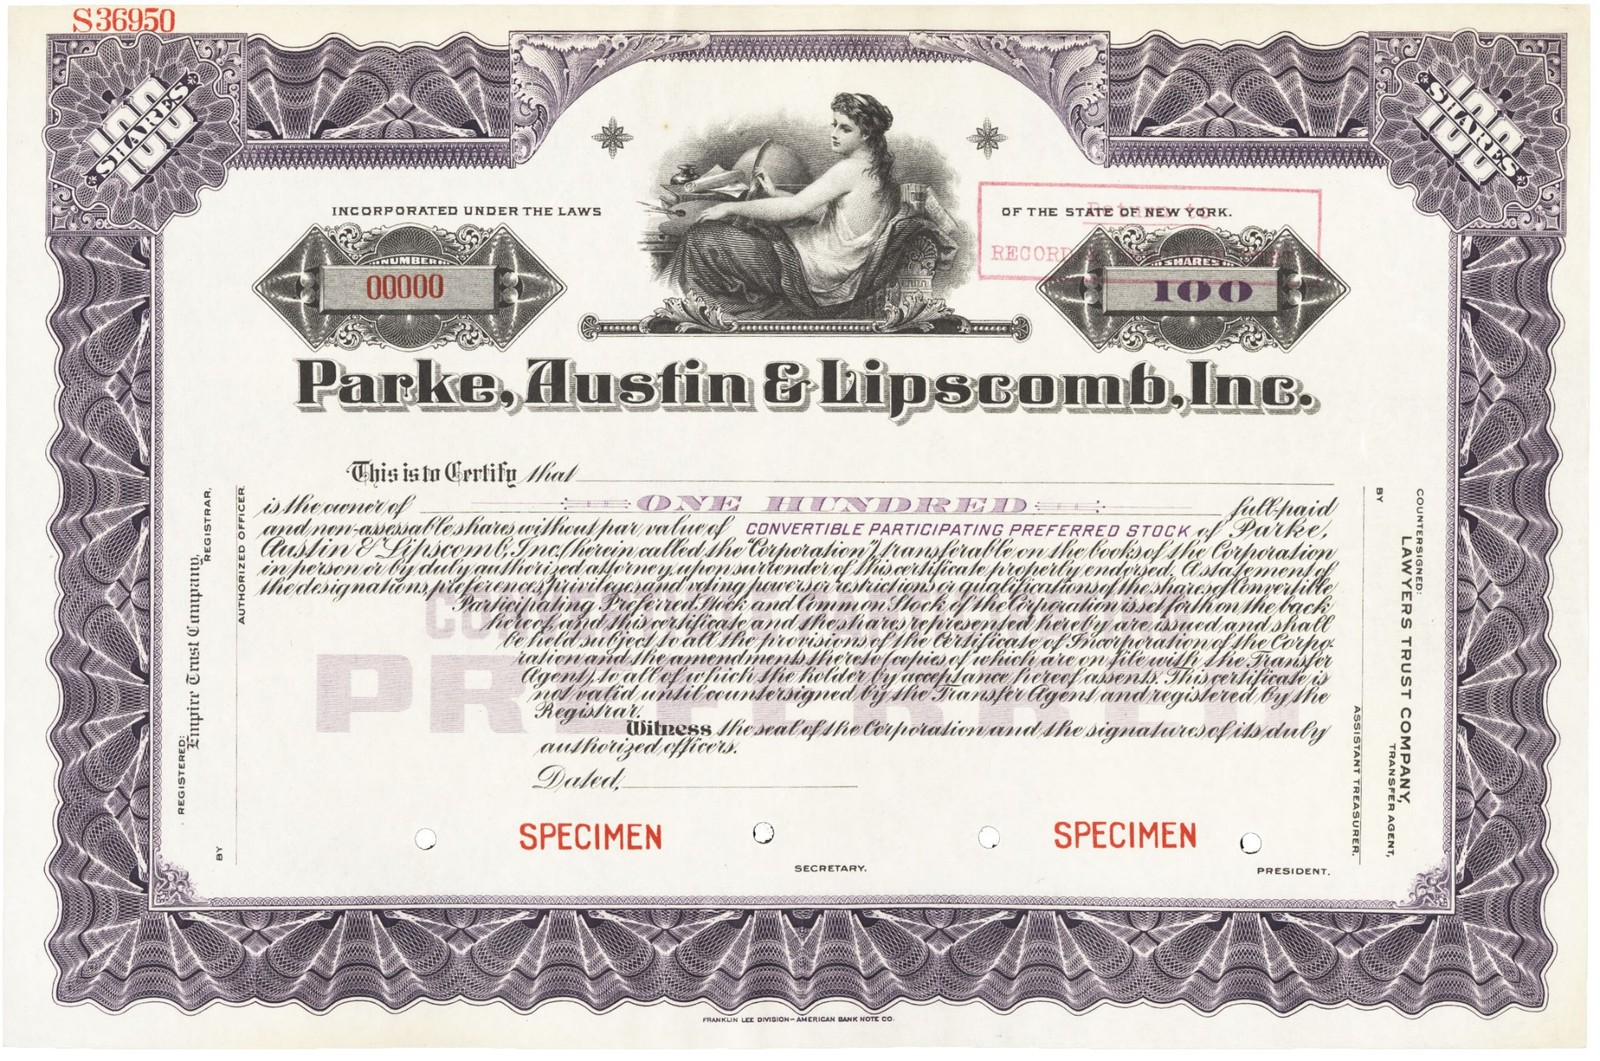 S36950
100 SHARES
100 SHARES
INCORPORATED UNDER THE LAWS
OF THE STATE OF NEW YORK.
Return to
RECORD
NUMBER
00000
SHARES
100
Parke, Austin & Lipscomb, Inc.
This is to Certify that
is the owner of ONE HUNDRED full-paid
and non-assessable shares without par value of CONVERTIBLE PARTICIPATING PREFERRED STOCK of Parke,
Austin & Lipscomb, Inc. (herein called the "Corporation"), transferable on the books of the Corporation
in person or by duly authorized attorney, upon surrender of this certificate properly endorsed. A statement of
the designations, preferences, privileges and voting powers or restrictions or qualifications of the shares of Convertible
Participating Preferred Stock and Common Stock of the Corporation is set forth on the back
hereof, and this certificate and the shares represented hereby are issued and shall
be held subject to all the provisions of the Certificate of Incorporation of the Corpo-
ration and the amendments thereto (copies of which are on file with the Transfer
Agent), to all of which the holder by acceptance hereof assents. This certificate is
not valid until countersigned by the Transfer Agent and registered by the
Registrar.
Witness the seal of the Corporation and the signatures of its duly
authorized officers.
Dated,
PREFERRED
SPECIMEN
SPECIMEN
SECRETARY.
PRESIDENT.
REGISTERED:
Empire Trust Company,
REGISTRAR,
BY
AUTHORIZED OFFICER.
COUNTERSIGNED:
LAWYERS TRUST COMPANY,
TRANSFER AGENT,
BY
ASSISTANT TREASURER.
FRANKLIN LEE DIVISION-AMERICAN BANK NOTE CO.